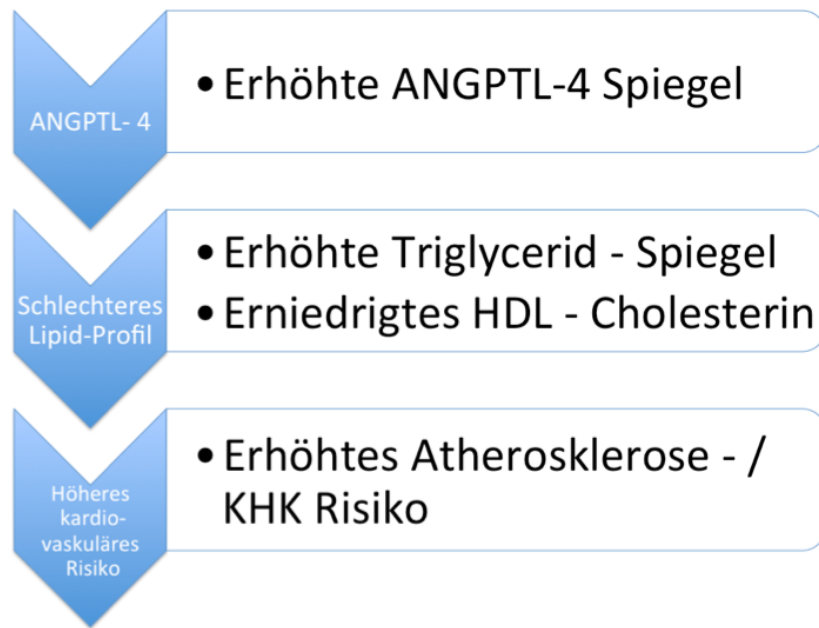 ANGPTL- 4
• Erhöhte ANGPTL-4 Spiegel
Schlechteres
Lipid-Profil
• Erhöhte Triglycerid - Spiegel
• Erniedrigtes HDL - Cholesterin
Höheres
kardio-
vaskuläres
Risiko
• Erhöhtes Atherosklerose - /
KHK Risiko